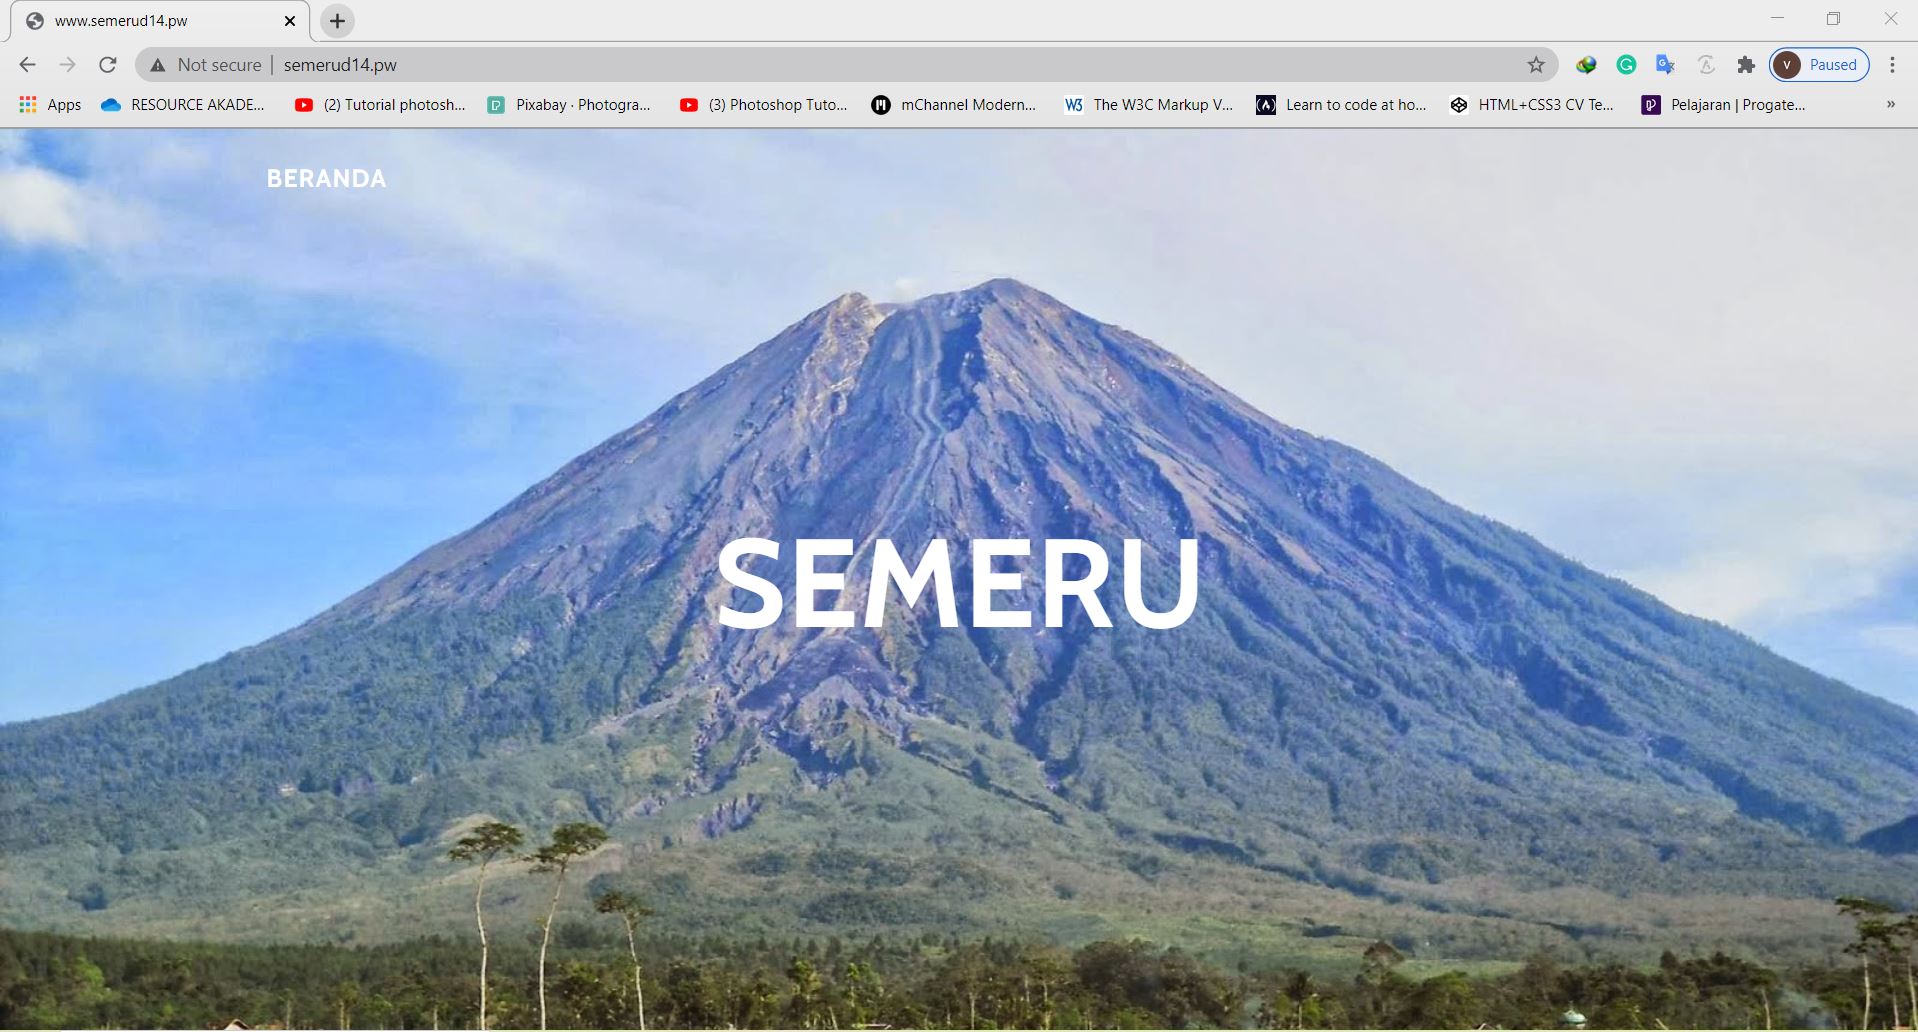 www.semerud14.pw
Not secure | semerud14.pw
Paused
V
Apps
RESOURCE AKADE...
(2) Tutorial photosh...
Pixabay · Photogra...
(3) Photoshop Tuto...
mChannel Modern...
W3 The W3C Markup V...
Learn to code at ho...
HTML+CSS3 CV Te...
Pelajaran | Progate...
»
BERANDA
SEMERU